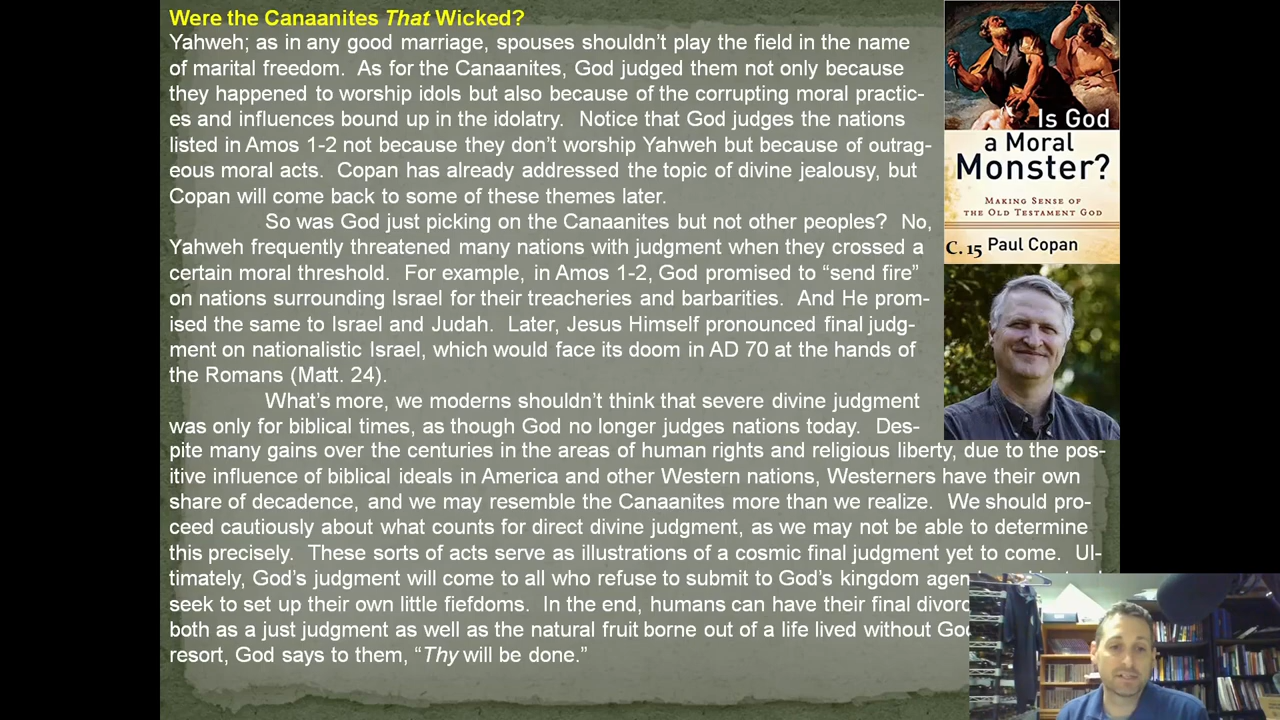 Were the Canaanites That Wicked?
Yahweh; as in any good marriage, spouses shouldn’t play the field in the name
of marital freedom. As for the Canaanites, God judged them not only because
they happened to worship idols but also because of the corrupting moral practic-
es and influences bound up in the idolatry. Notice that God judges the nations
listed in Amos 1-2 not because they don’t worship Yahweh but because of outrag-
eous moral acts. Copan has already addressed the topic of divine jealousy, but
Copan will come back to some of these themes later.
So was God just picking on the Canaanites but not other peoples? No,
Yahweh frequently threatened many nations with judgment when they crossed a
certain moral threshold. For example, in Amos 1-2, God promised to “send fire”
on nations surrounding Israel for their treacheries and barbarities. And He prom-
ised the same to Israel and Judah. Later, Jesus Himself pronounced final judg-
ment on nationalistic Israel, which would face its doom in AD 70 at the hands of
the Romans (Matt. 24).
What’s more, we moderns shouldn’t think that severe divine judgment
was only for biblical times, as though God no longer judges nations today. Des-
pite many gains over the centuries in the areas of human rights and religious liberty, due to the pos-
itive influence of biblical ideals in America and other Western nations, Westerners have their own
share of decadence, and we may resemble the Canaanites more than we realize. We should pro-
ceed cautiously about what counts for direct divine judgment, as we may not be able to determine
this precisely. These sorts of acts serve as illustrations of a cosmic final judgment yet to come. Ul-
timately, God’s judgment will come to all who refuse to submit to God’s kingdom
seek to set up their own little fiefdoms. In the end, humans can have their final
both as a just judgment as well as the natural fruit borne out of a life lived without
resort, God says to them, “Thy will be done.”
Is God
a Moral
Monster?
MAKING SENSE OF
THE OLD TESTAMENT GOD
C. 15 Paul Copan